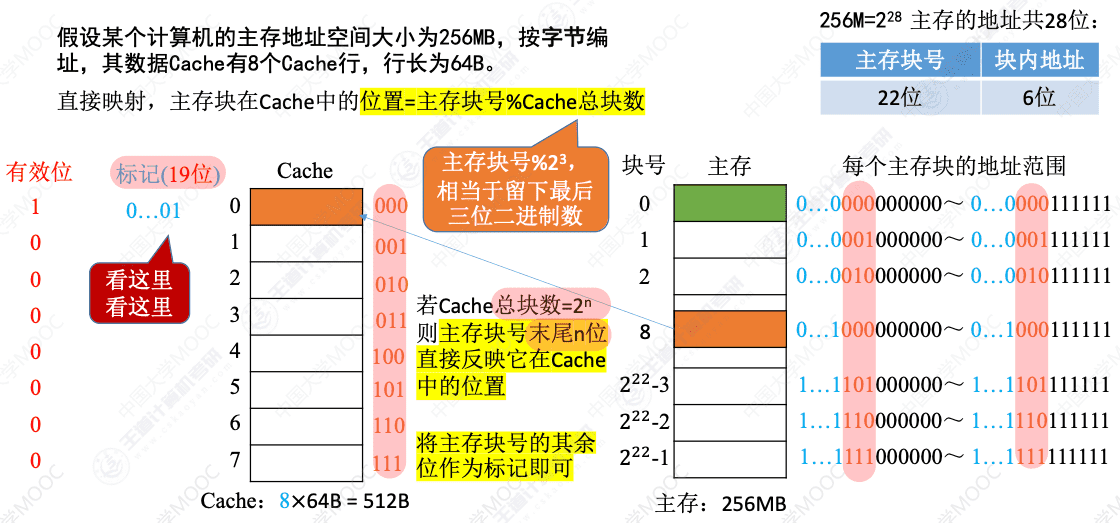 假设某个计算机的主存地址空间大小为256MB，按字节编
址，其数据Cache有8个Cache行，行长为64B。
直接映射，主存块在Cache中的位置=主存块号%Cache总块数
256M=2²⁸ 主存的地址共28位：
主存块号 块内地址
22位 6位
主存块号%2³，
相当于留下最后
三位二进制数
有效位 标记(19位) Cache
1 0…01 0 000
0 1 001
0 2 010
0 3 011
0 4 100
0 5 101
0 6 110
0 7 111
看这里
看这里
Cache：8×64B = 512B
若Cache总块数=2ⁿ
则主存块号末尾n位
直接反映它在Cache
中的位置
将主存块号的其余
位作为标记即可
块号 主存 每个主存块的地址范围
0 0…0000000000～ 0…0000111111
1 0…0001000000～ 0…0001111111
2 0…0010000000～ 0…0010111111
8 0…01000000000～ 0…01000111111
2²²-3 1…1101000000～ 1…1101111111
2²²-2 1…1110000000～ 1…1110111111
2²²-1 1…1111000000～ 1…1111111111
主存：256MB